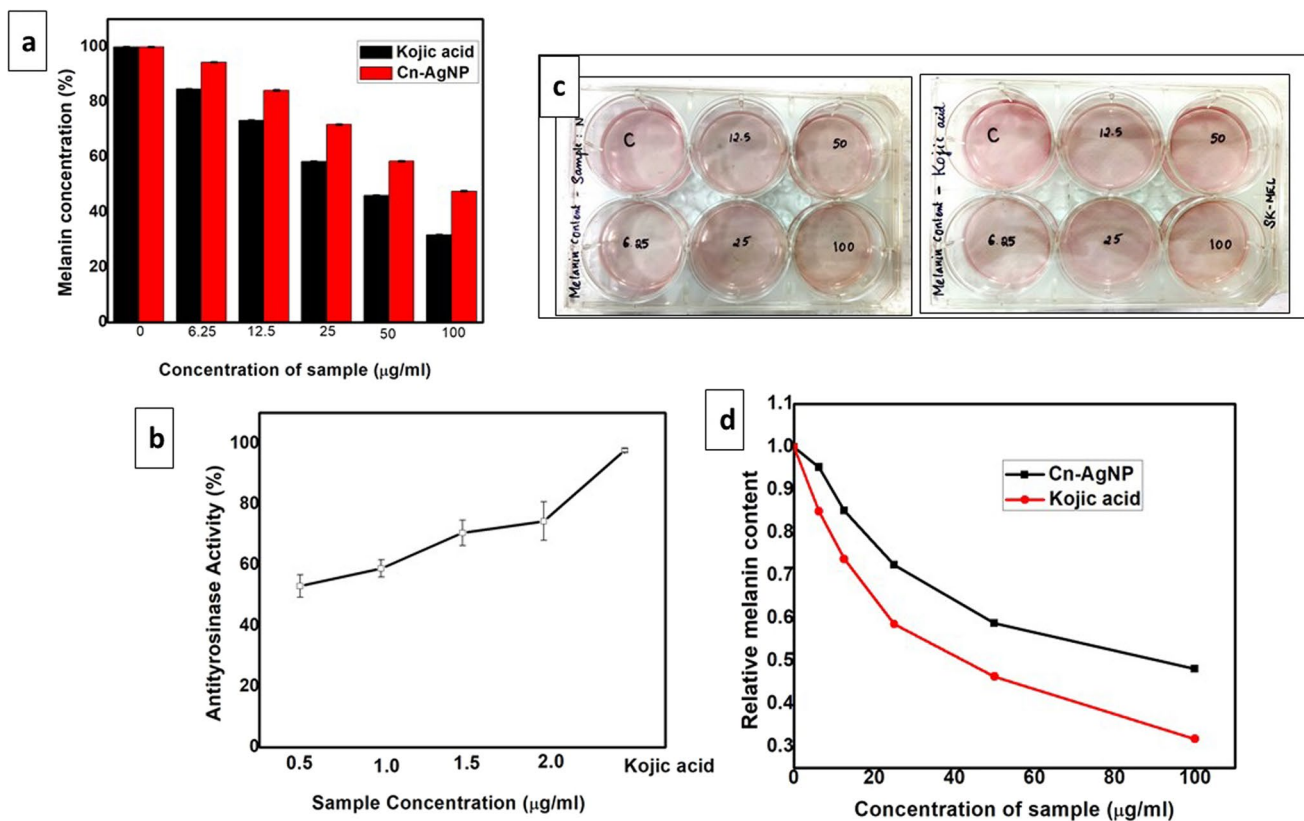 a
Melanin concentration (%)
100
80
60
40
20
0
Kojic acid
Cn-AgNP
0 6.25 12.5 25 50 100
Concentration of sample (μg/ml)
c
Melanin content - Sample : N
C 12.5 50
6.25 25 100
Melanin content - Kojic acid
C 12.5 50
6.25 25 100
SK-MEL
b
Antityrosinase Activity (%)
100
80
60
40
20
0
0.5 1.0 1.5 2.0 Kojic acid
Sample Concentration (μg/ml)
d
Relative melanin content
1.1
1.0
0.9
0.8
0.7
0.6
0.5
0.4
0.3
Cn-AgNP
Kojic acid
0 20 40 60 80 100
Concentration of sample (μg/ml)